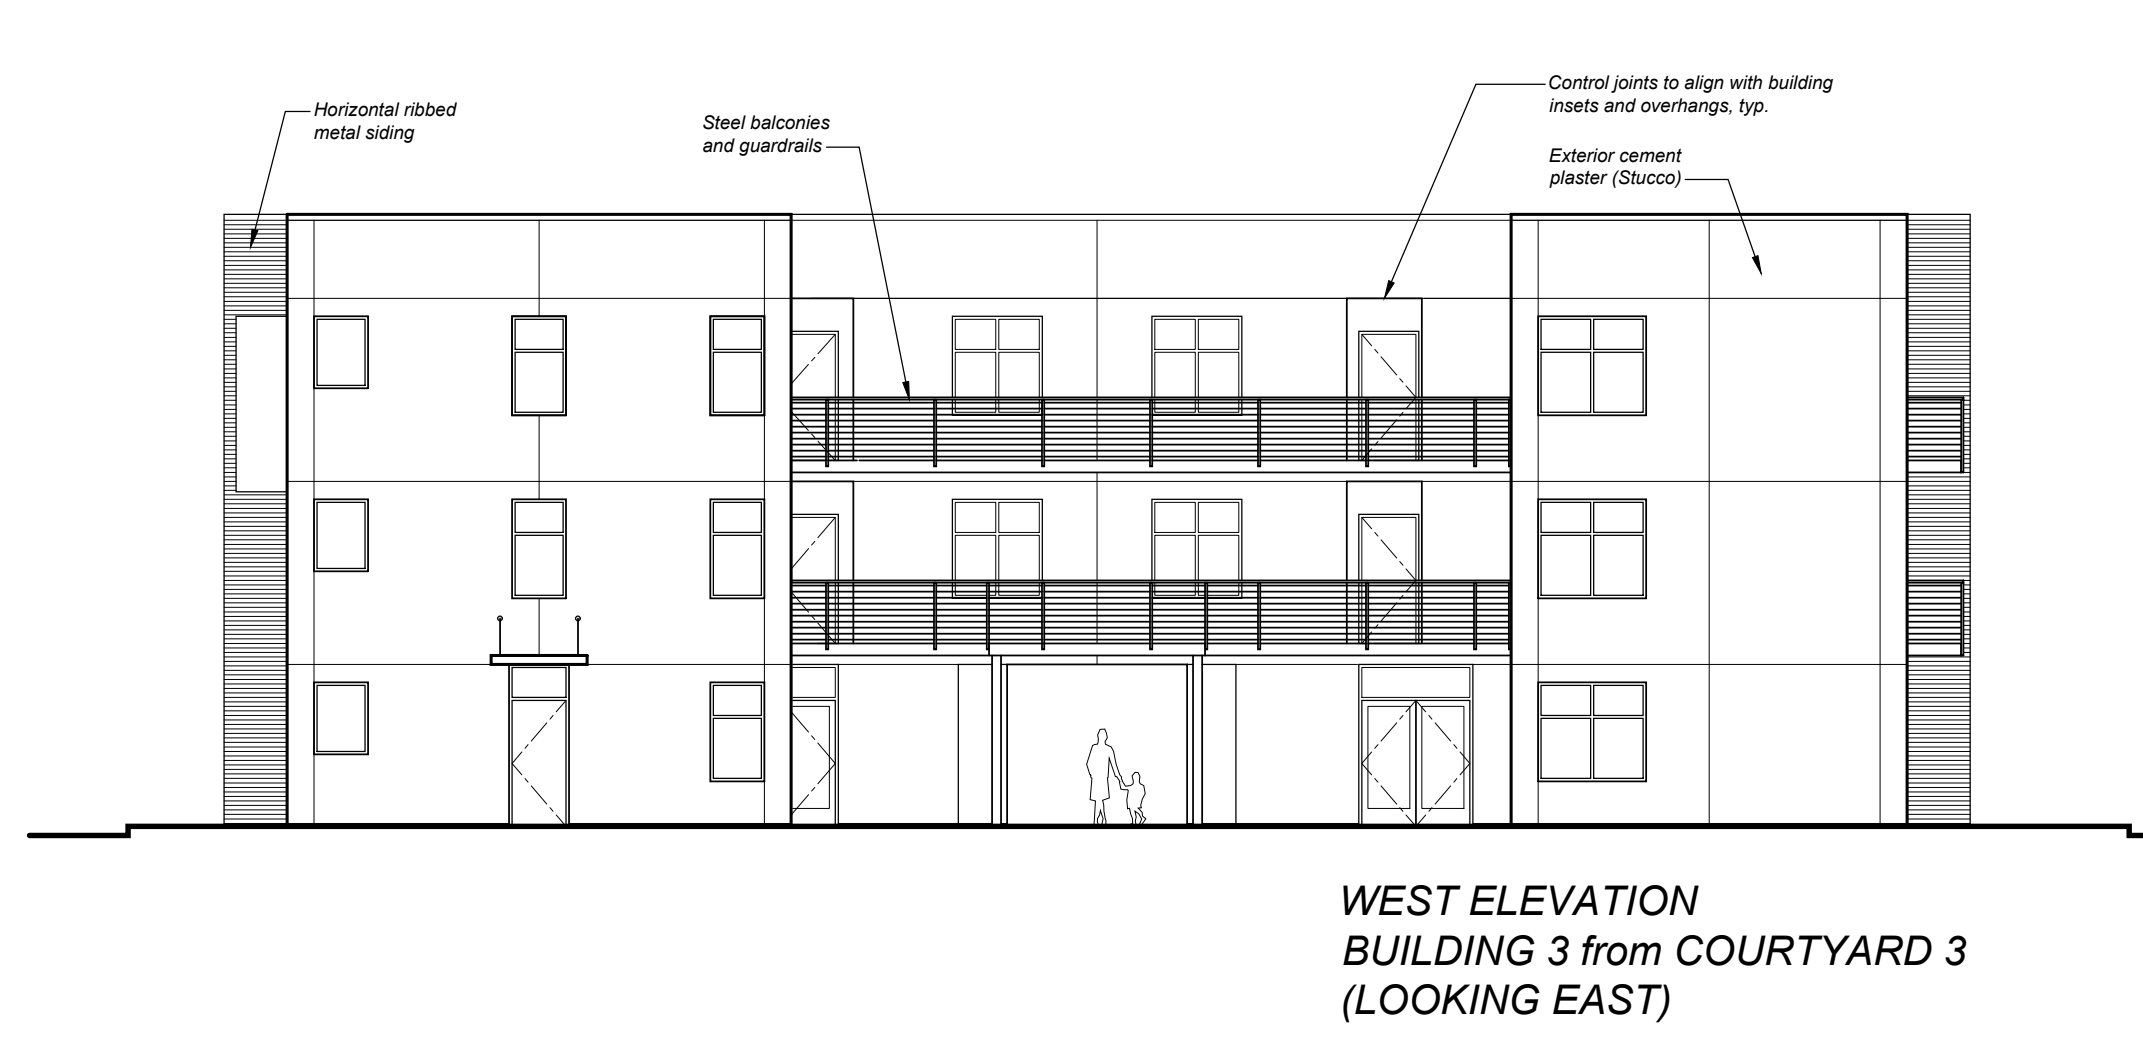 Horizontal ribbed
metal siding
Steel balconies
and guardrails
Control joints to align with building
insets and overhangs, typ.
Exterior cement
plaster (Stucco)
WEST ELEVATION
BUILDING 3 from COURTYARD 3
(LOOKING EAST)